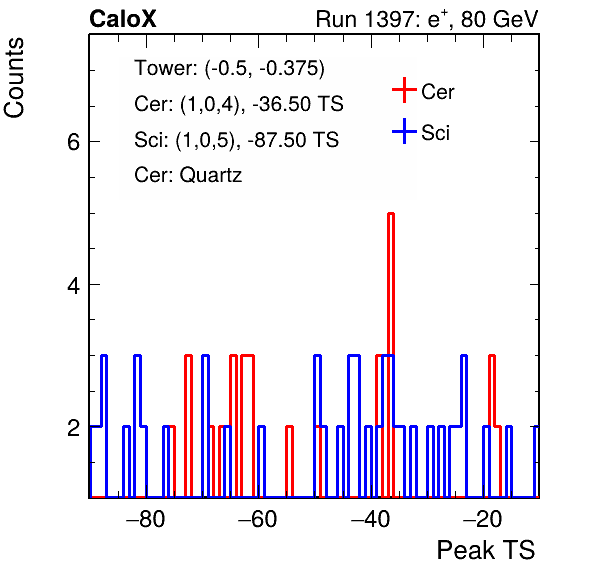 CaloX Run 1397: e⁺, 80 GeV
Counts
Tower: (-0.5, -0.375)
Cer: (1,0,4), -36.50 TS
Sci: (1,0,5), -87.50 TS
Cer: Quartz
Cer
Sci
6
4
2
−80 −60 −40 −20
Peak TS